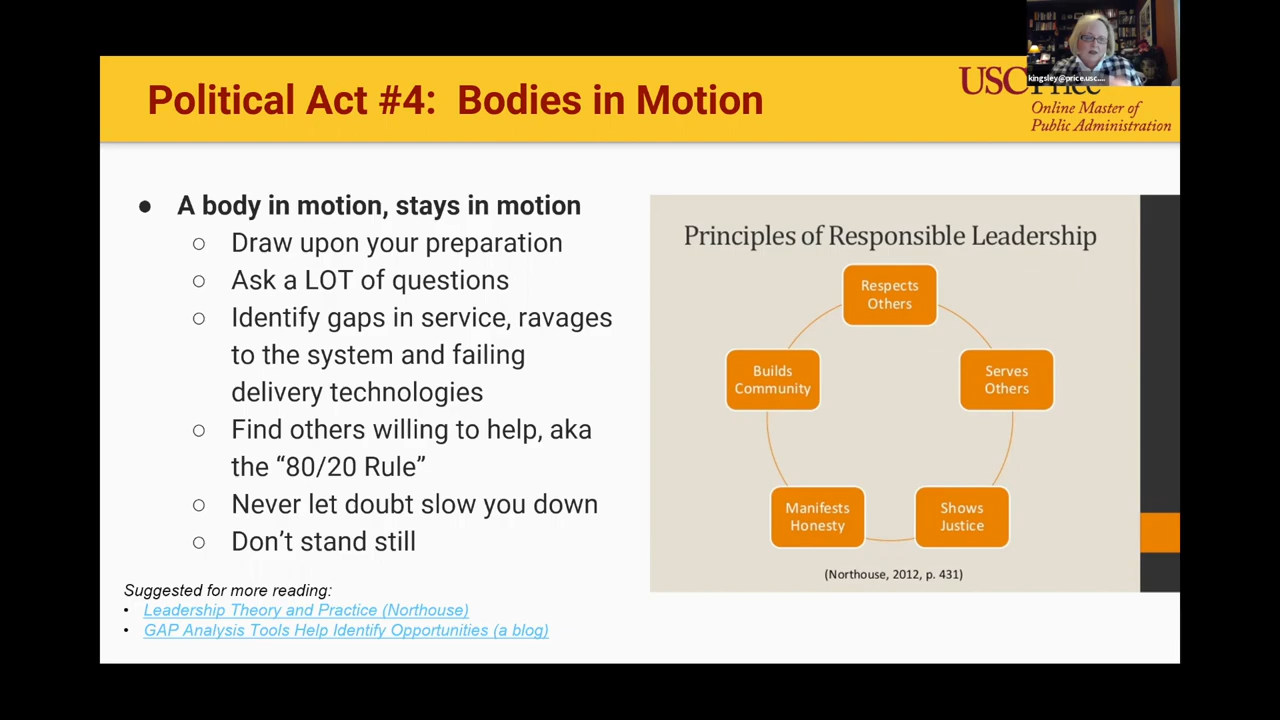 Political Act #4: Bodies in Motion
USC Price
kingsley@price.usc....
Online Master of
Public Administration
● A body in motion, stays in motion
○ Draw upon your preparation
○ Ask a LOT of questions
○ Identify gaps in service, ravages
to the system and failing
delivery technologies
○ Find others willing to help, aka
the “80/20 Rule”
○ Never let doubt slow you down
○ Don’t stand still
Suggested for more reading:
• Leadership Theory and Practice (Northouse)
• GAP Analysis Tools Help Identify Opportunities (a blog)
Principles of Responsible Leadership
Respects
Others
Serves
Others
Shows
Justice
Manifests
Honesty
Builds
Community
(Northouse, 2012, p. 431)